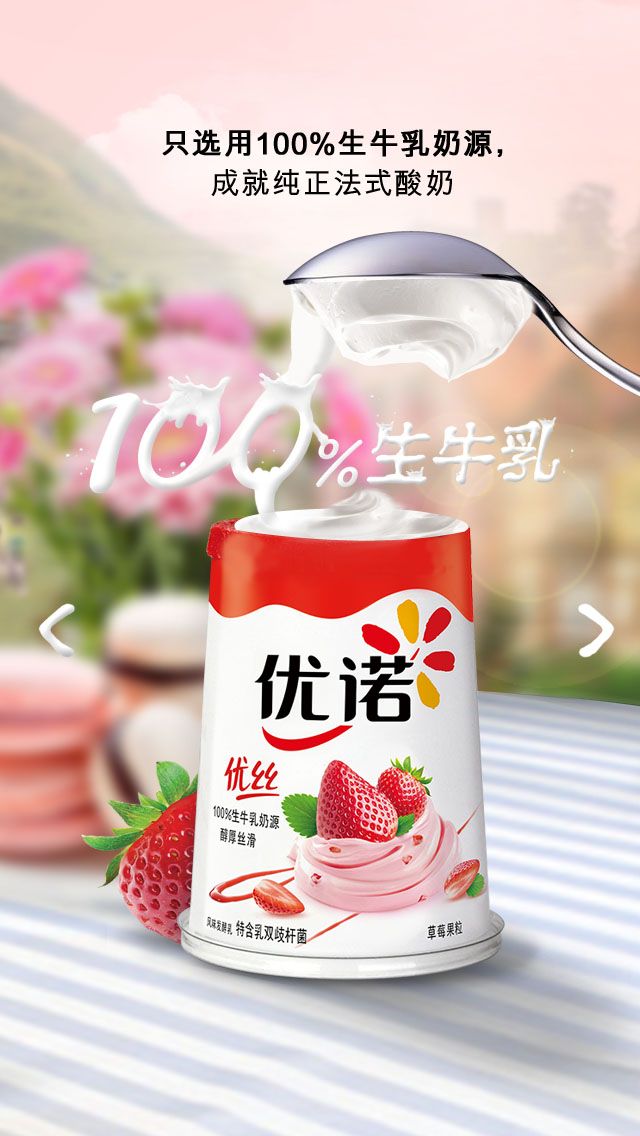 只选用100%生牛乳奶源,
成就纯正法式酸奶
100%生牛乳
优诺
优丝
100%生牛乳奶源
醇厚丝滑
风味发酵乳 特含乳双歧杆菌
草莓果粒